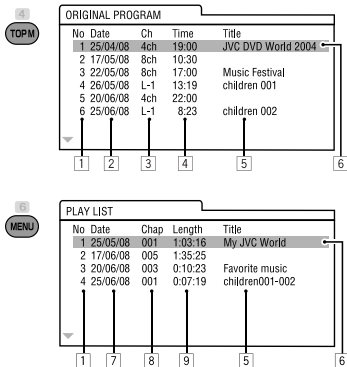 4
TOP M
ORIGINAL PROGRAM
No Date Ch Time Title
1 25/04/08 4ch 19:00 JVC DVD World 2004
2 17/05/08 8ch 10:30
3 22/05/08 8ch 17:00 Music Festival
4 26/05/08 L-1 13:19 children 001
5 20/06/08 4ch 22:00
6 25/06/08 L-1 8:23 children 002
1 2 3 4 5 6
6
MENU
PLAY LIST
No Date Chap Length Title
1 25/05/08 001 1:03:16 My JVC World
2 17/06/08 005 1:35:25
3 20/06/08 003 0:10:23 Favorite music
4 25/06/08 001 0:07:19 children001-002
1 7 8 9 5 6